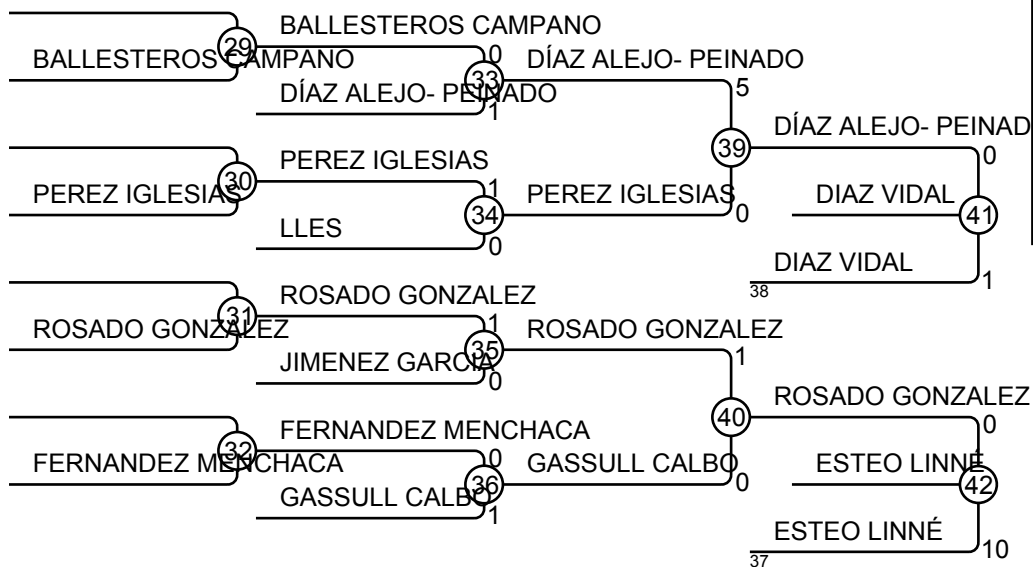 BALLESTEROS CAMPANO
29
BALLESTEROS CAMPANO
0
33
DÍAZ ALEJO- PEINADO
DÍAZ ALEJO- PEINADO
1
5
39
DÍAZ ALEJO- PEINAD
0
PEREZ IGLESIAS
30
PEREZ IGLESIAS
1
34
PEREZ IGLESIAS
0
LLES
0
DIAZ VIDAL
41
DIAZ VIDAL
38
1
ROSADO GONZALEZ
31
ROSADO GONZALEZ
1
35
ROSADO GONZALEZ
1
JIMENEZ GARCIA
0
40
ROSADO GONZALEZ
0
FERNANDEZ MENCHACA
32
FERNANDEZ MENCHACA
0
36
GASSULL CALBO
0
GASSULL CALBO
1
ESTEO LINNÉ
42
ESTEO LINNÉ
37
10